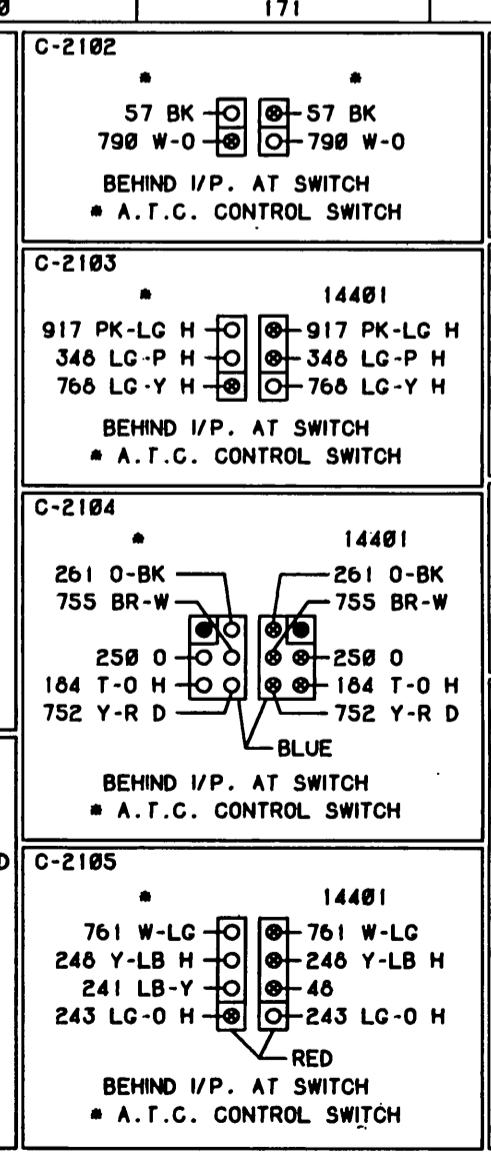 171
C-2102
* *
57 BK 57 BK
790 W-O 790 W-O
BEHIND I/P. AT SWITCH
* A.T.C. CONTROL SWITCH
C-2103
* 14401
917 PK-LG H 917 PK-LG H
348 LG-P H 348 LG-P H
768 LG-Y H 768 LG-Y H
BEHIND I/P. AT SWITCH
* A.T.C. CONTROL SWITCH
C-2104
* 14401
261 O-BK 261 O-BK
755 BR-W 755 BR-W
250 O 250 O
184 T-O H 184 T-O H
752 Y-R D 752 Y-R D
BLUE
BEHIND I/P. AT SWITCH
* A.T.C. CONTROL SWITCH
D C-2105
* 14401
761 W-LG 761 W-LG
248 Y-LB H 248 Y-LB H
241 LB-Y 48
243 LG-O H 243 LG-O H
RED
BEHIND I/P. AT SWITCH
* A.T.C. CONTROL SWITCH